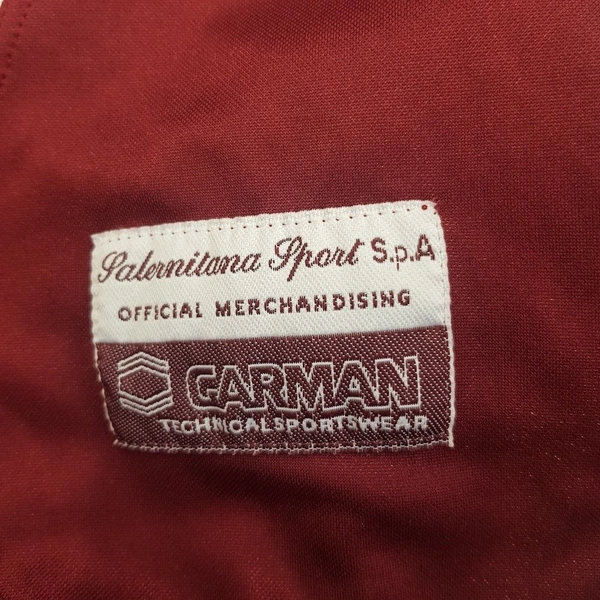 Salernitana Sport S.p.A
OFFICIAL MERCHANDISING
GARMAN
TECHNICALSPORTSWEAR